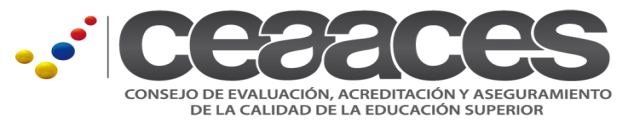 ceaaces
CONSEJO DE EVALUACIÓN, ACREDITACIÓN Y ASEGURAMIENTO
DE LA CALIDAD DE LA EDUCACIÓN SUPERIOR